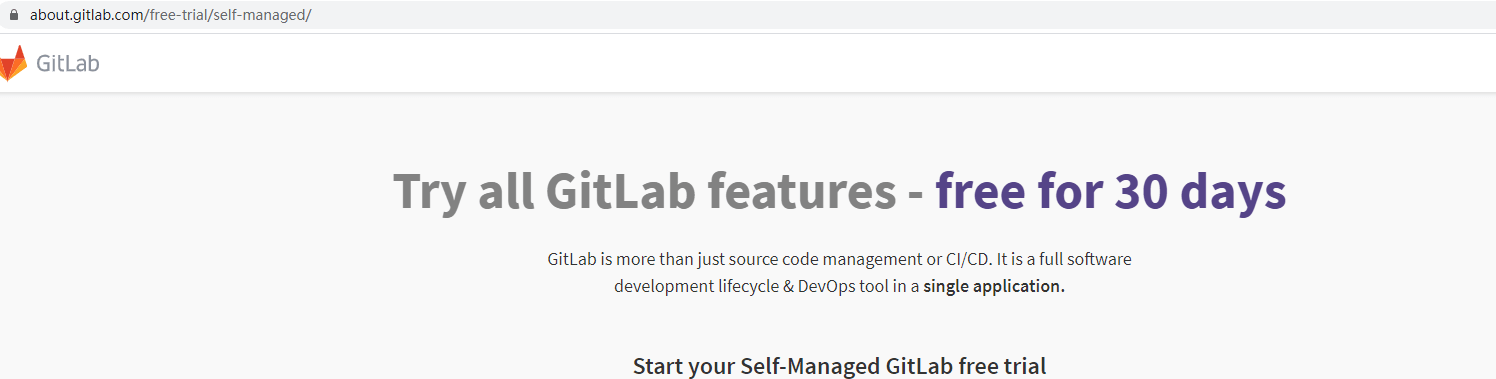 about.gitlab.com/free-trial/self-managed/
GitLab
Try all GitLab features - free for 30 days
GitLab is more than just source code management or CI/CD. It is a full software
development lifecycle & DevOps tool in a single application.
Start your Self-Managed GitLab free trial